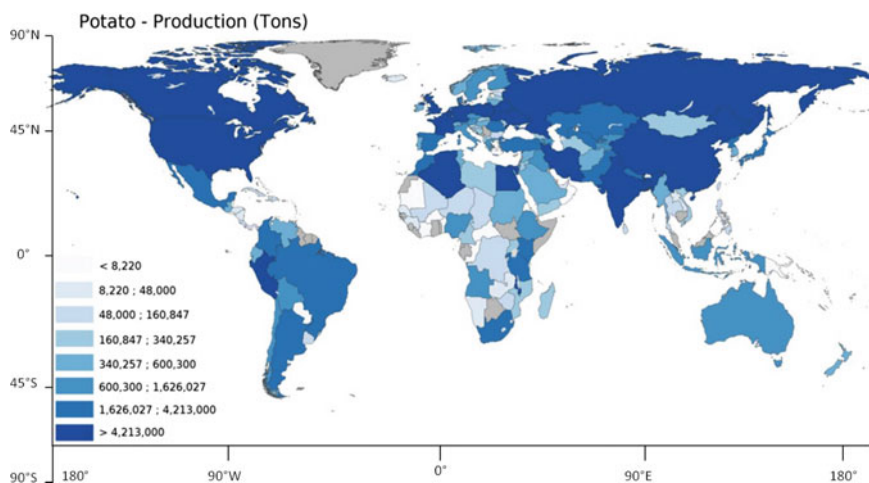 Potato - Production (Tons)
90°N
45°N
0°
45°S
90°S
< 8,220
8,220 ; 48,000
48,000 ; 160,847
160,847 ; 340,257
340,257 ; 600,300
600,300 ; 1,626,027
1,626,027 ; 4,213,000
> 4,213,000
180°
90°W
0°
90°E
180°